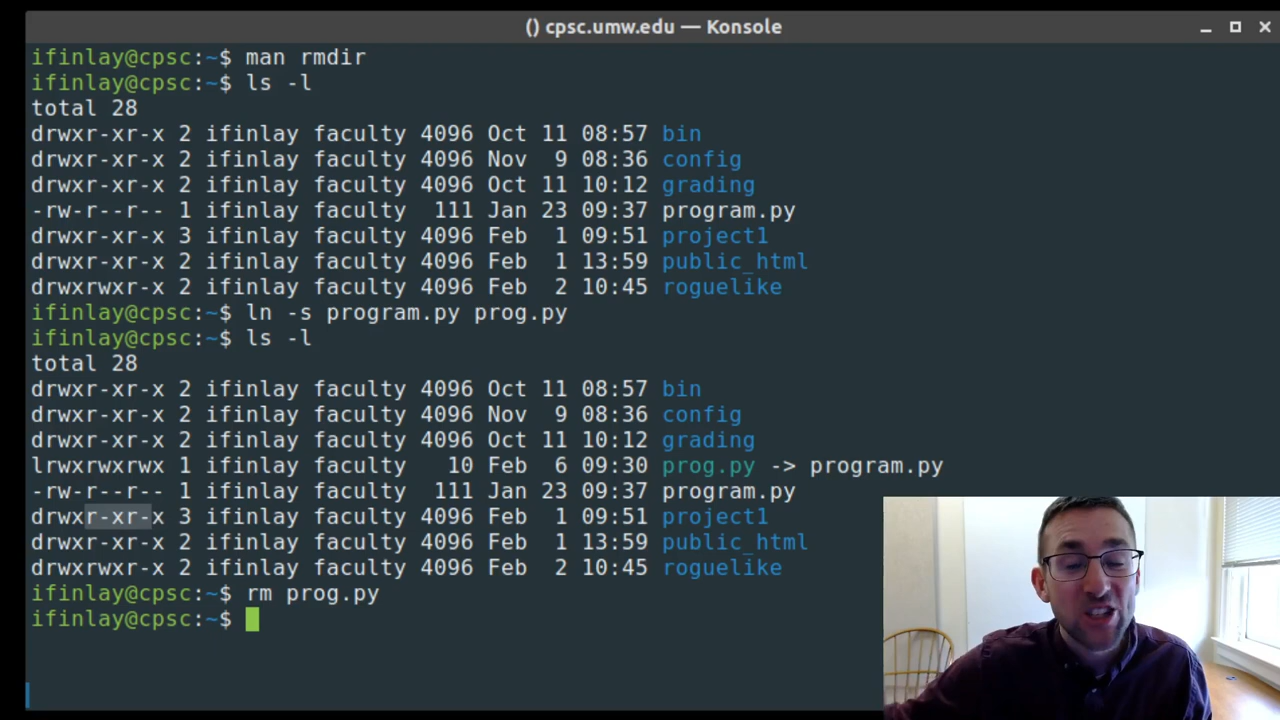 () cpsc.umw.edu — Konsole
ifinlay@cpsc:~$ man rmdir
ifinlay@cpsc:~$ ls -l
total 28
drwxr-xr-x 2 ifinlay faculty 4096 Oct 11 08:57 bin
drwxr-xr-x 2 ifinlay faculty 4096 Nov  9 08:36 config
drwxr-xr-x 2 ifinlay faculty 4096 Oct 11 10:12 grading
-rw-r--r-- 1 ifinlay faculty  111 Jan 23 09:37 program.py
drwxr-xr-x 3 ifinlay faculty 4096 Feb  1 09:51 project1
drwxr-xr-x 2 ifinlay faculty 4096 Feb  1 13:59 public_html
drwxrwxr-x 2 ifinlay faculty 4096 Feb  2 10:45 roguelike
ifinlay@cpsc:~$ ln -s program.py prog.py
ifinlay@cpsc:~$ ls -l
total 28
drwxr-xr-x 2 ifinlay faculty 4096 Oct 11 08:57 bin
drwxr-xr-x 2 ifinlay faculty 4096 Nov  9 08:36 config
drwxr-xr-x 2 ifinlay faculty 4096 Oct 11 10:12 grading
lrwxrwxrwx 1 ifinlay faculty   10 Feb  6 09:30 prog.py -> program.py
-rw-r--r-- 1 ifinlay faculty  111 Jan 23 09:37 program.py
drwxr-xr-x 3 ifinlay faculty 4096 Feb  1 09:51 project1
drwxr-xr-x 2 ifinlay faculty 4096 Feb  1 13:59 public_html
drwxrwxr-x 2 ifinlay faculty 4096 Feb  2 10:45 roguelike
ifinlay@cpsc:~$ rm prog.py
ifinlay@cpsc:~$